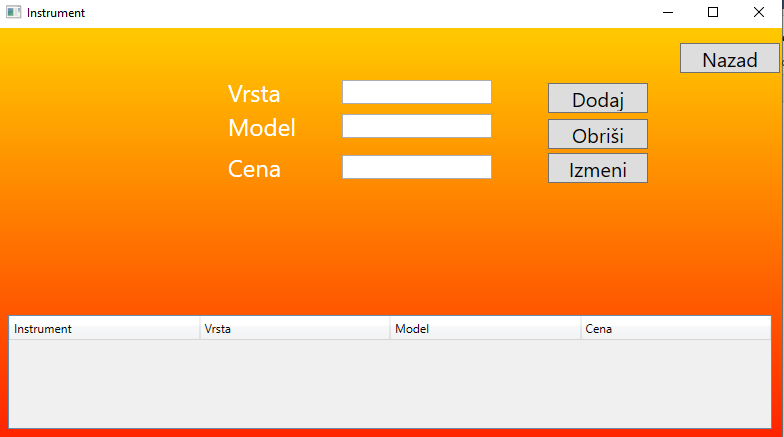 Instrument
Nazad
Vrsta
Dodaj
Model
Obriši
Cena
Izmeni
Instrument Vrsta Model Cena